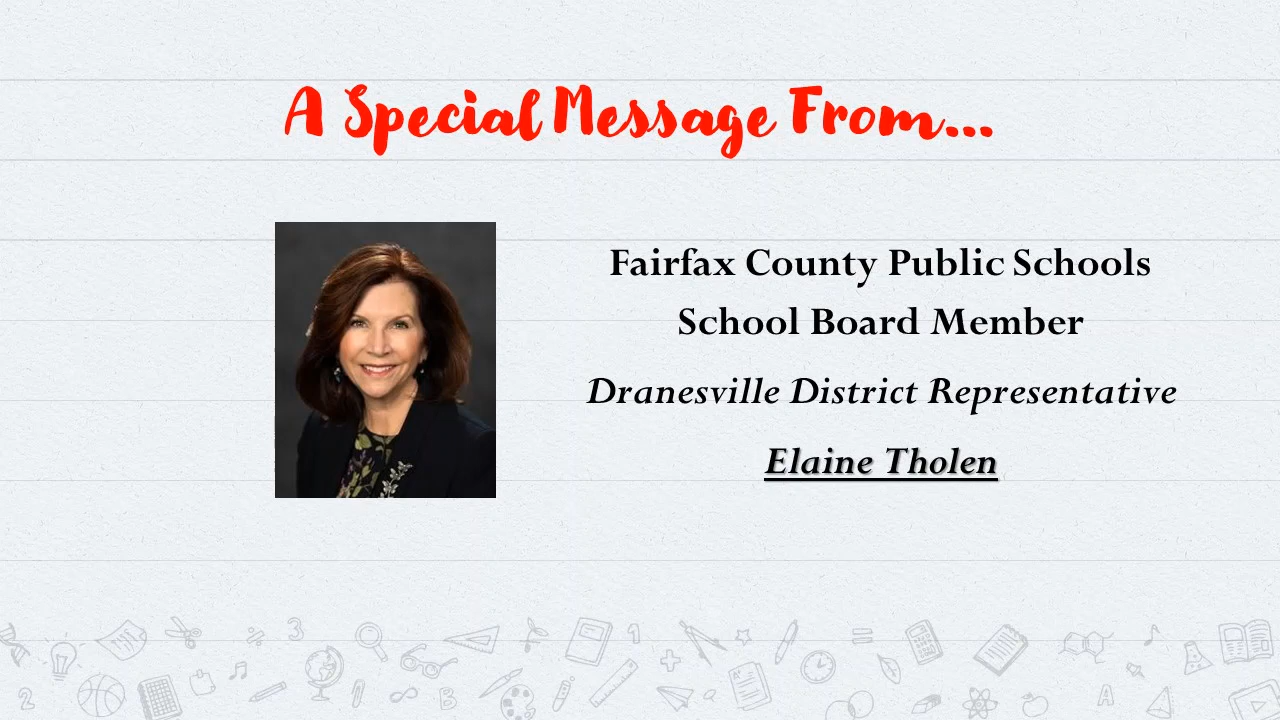 A Special Message From...
Fairfax County Public Schools
School Board Member
Dranesville District Representative
Elaine Tholen